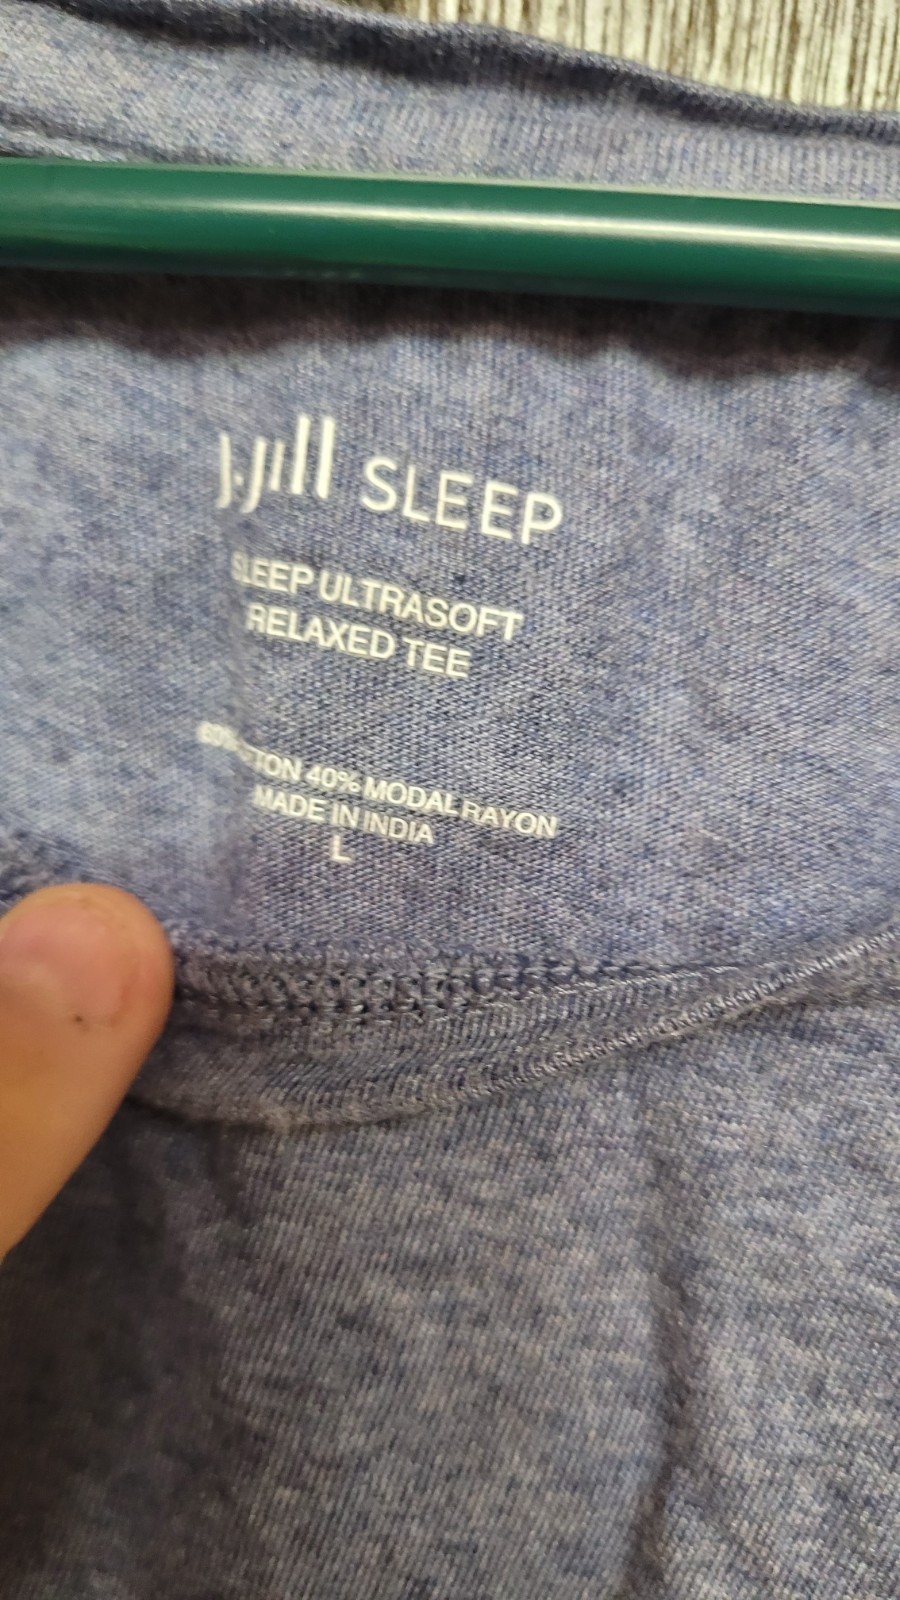 J.Jill SLEEP
SLEEP ULTRASOFT
RELAXED TEE
40% MODAL RAYON
MADE IN INDIA
L